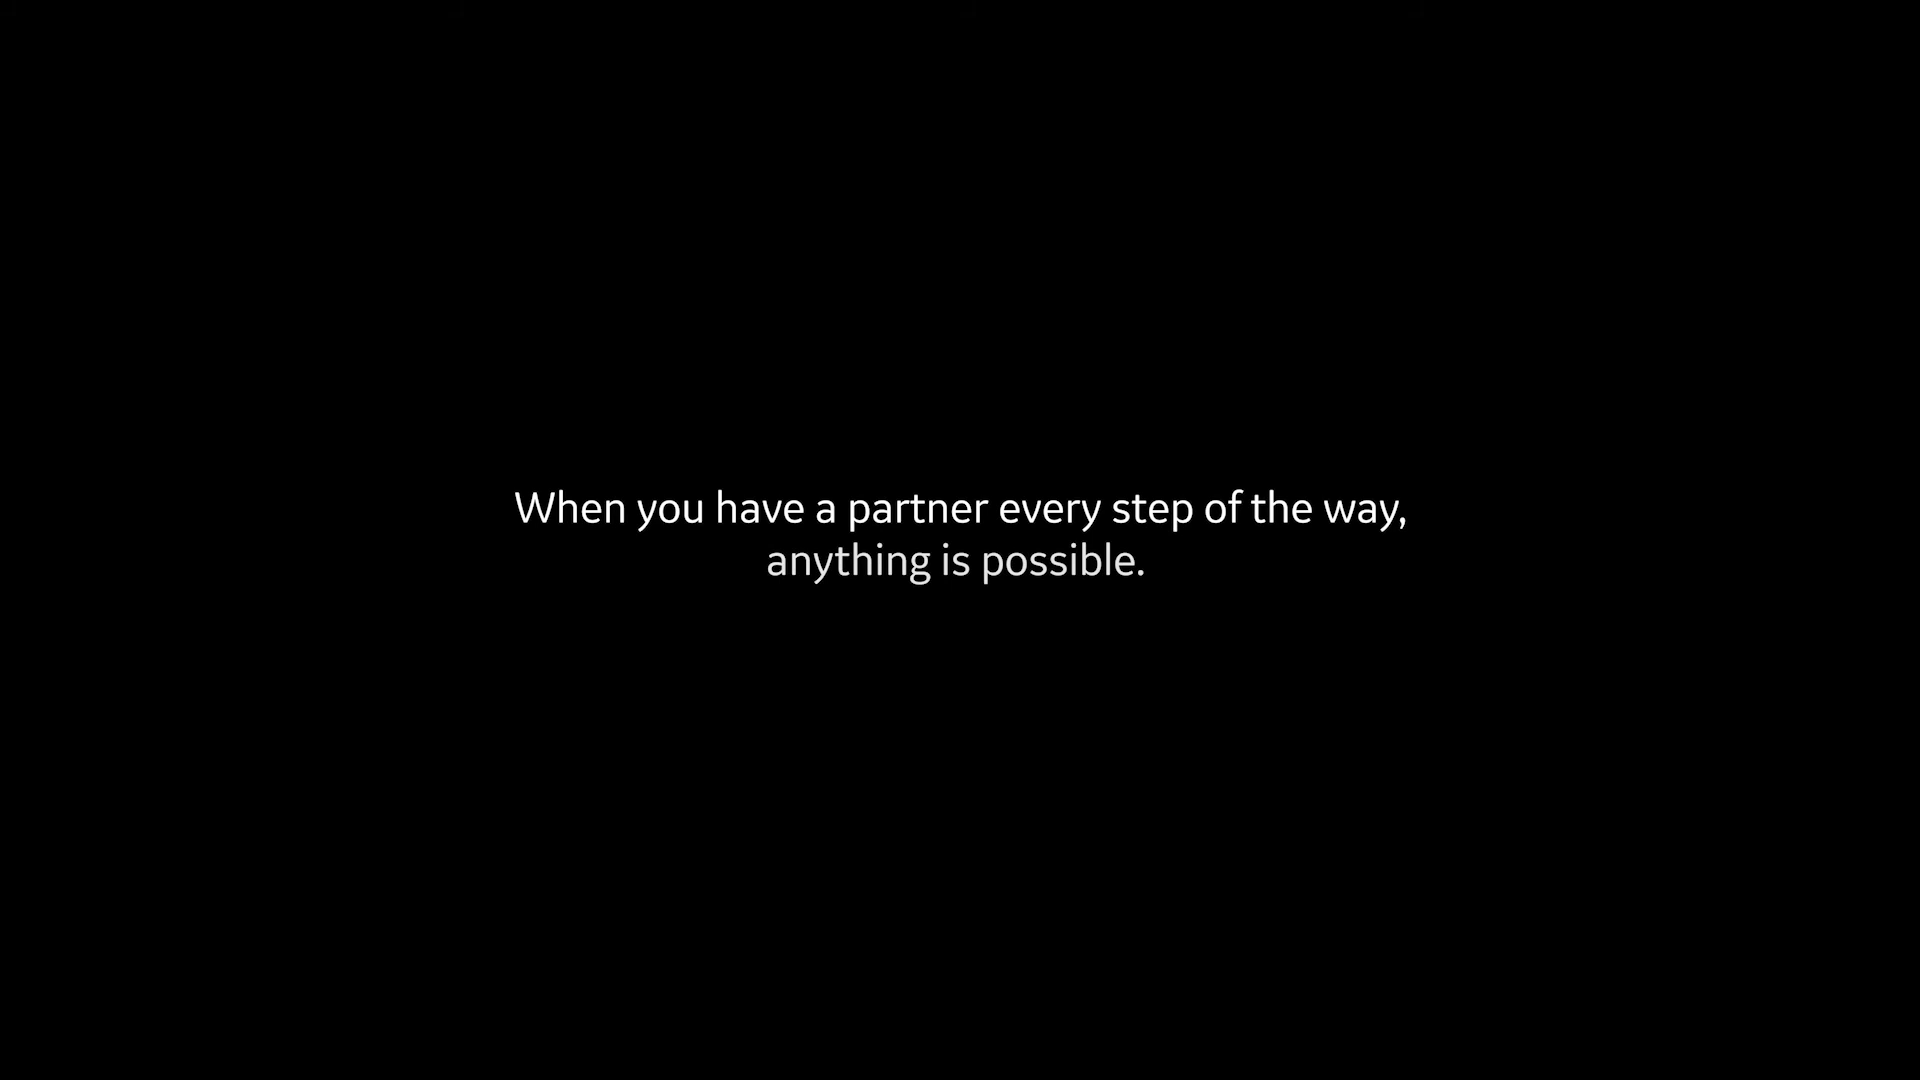 When you have a partner every step of the way,
anything is possible.